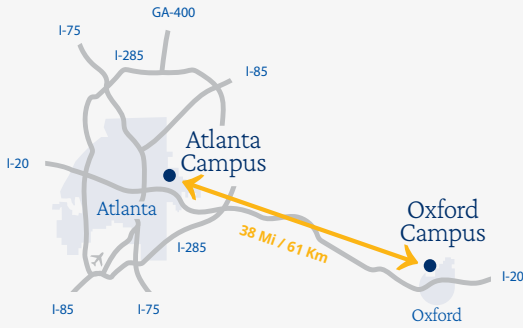 GA-400
I-75
I-285
I-85
Atlanta
Campus
I-20
Atlanta
Oxford
Campus
38 Mi / 61 Km
I-285
I-20
I-85
I-75
Oxford